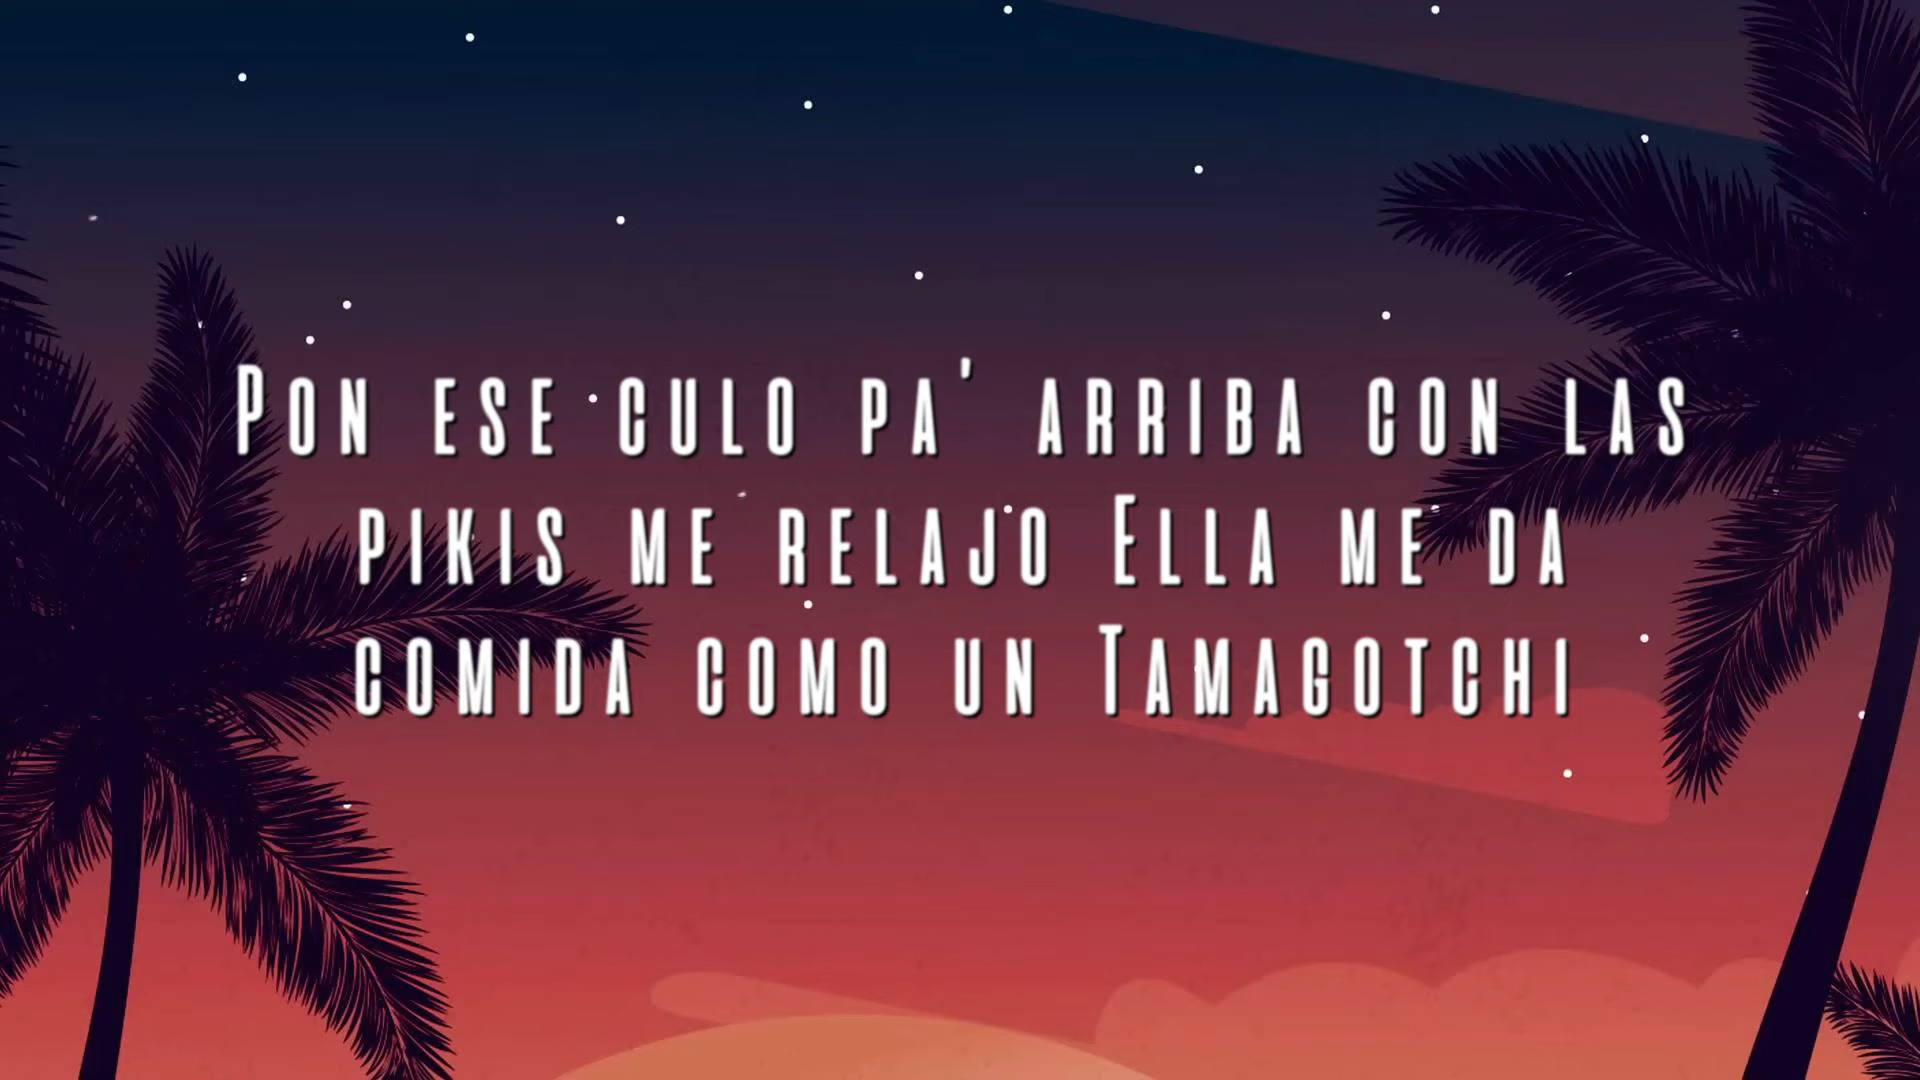 Pon ese culo pa' arriba con las
pikis me relajo Ella me da
comida como un Tamagotchi